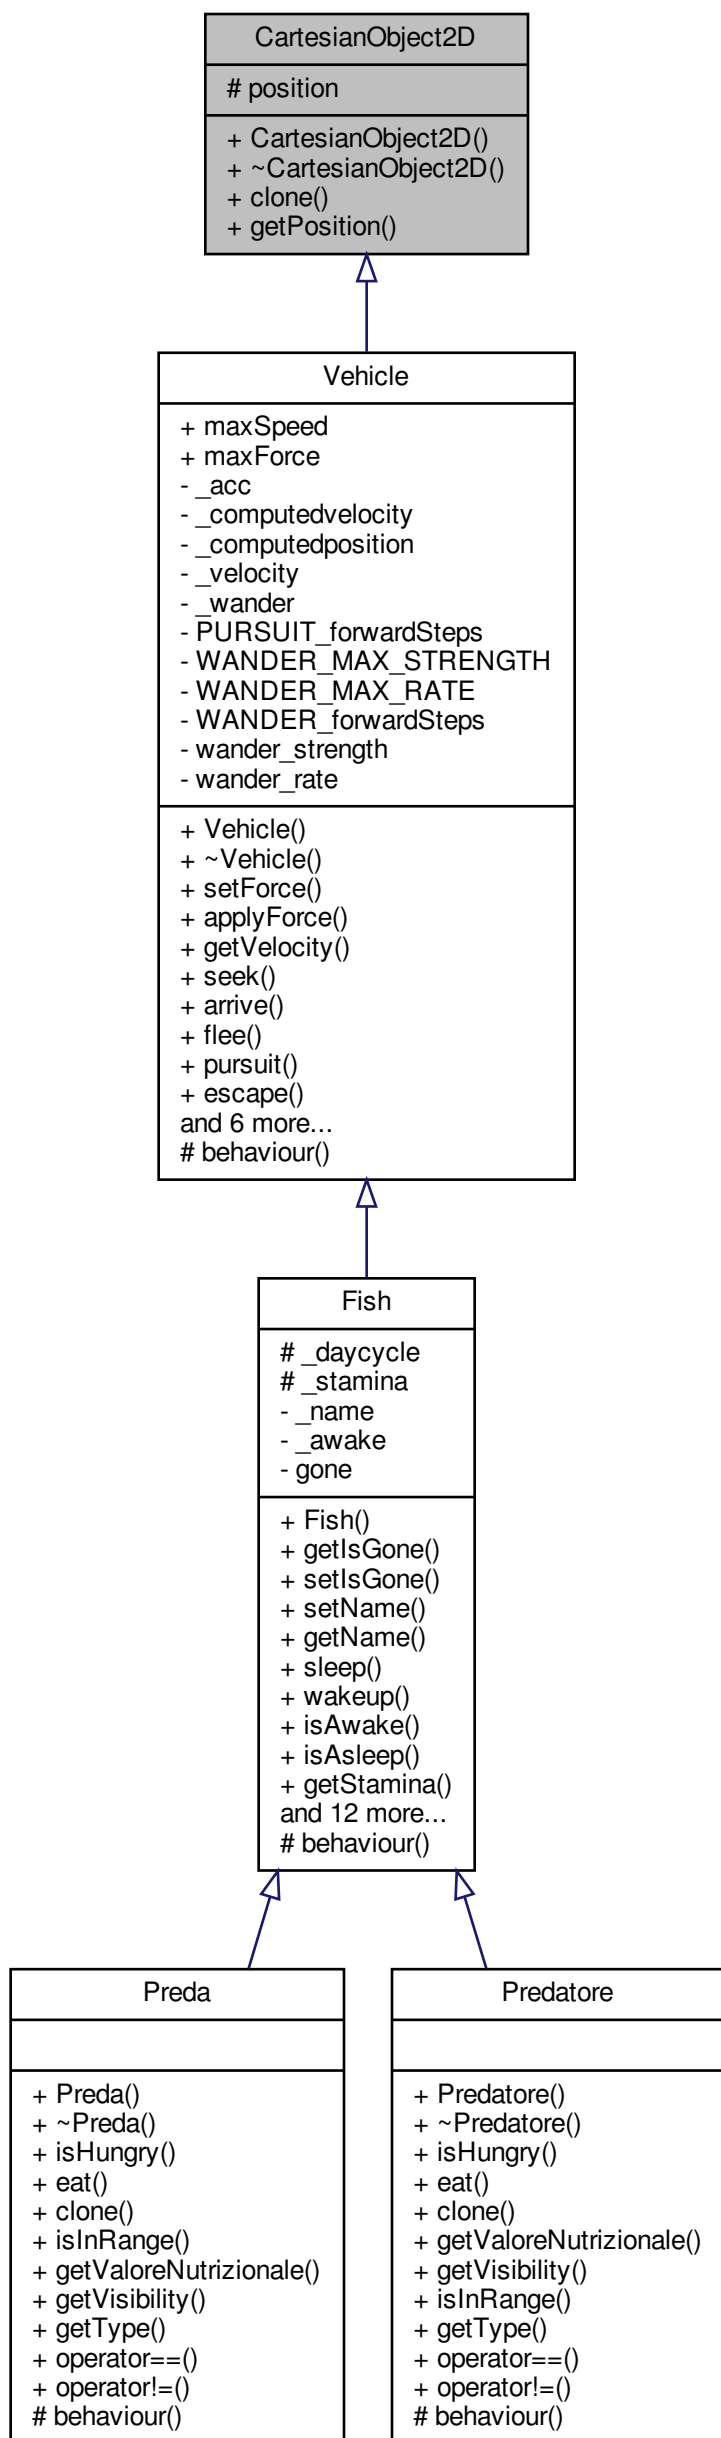 CartesianObject2D
# position
+ CartesianObject2D()
+ ~CartesianObject2D()
+ clone()
+ getPosition()
Vehicle
+ maxSpeed
+ maxForce
- _acc
- _computedvelocity
- _computedposition
- _velocity
- _wander
- PURSUIT_forwardSteps
- WANDER_MAX_STRENGTH
- WANDER_MAX_RATE
- WANDER_forwardSteps
- wander_strength
- wander_rate
+ Vehicle()
+ ~Vehicle()
+ setForce()
+ applyForce()
+ getVelocity()
+ seek()
+ arrive()
+ flee()
+ pursuit()
+ escape()
and 6 more...
# behaviour()
Fish
# _daycycle
# _stamina
- _name
- _awake
- gone
+ Fish()
+ getIsGone()
+ setIsGone()
+ setName()
+ getName()
+ sleep()
+ wakeup()
+ isAwake()
+ isAsleep()
+ getStamina()
and 12 more...
# behaviour()
Preda
+ Preda()
+ ~Preda()
+ isHungry()
+ eat()
+ clone()
+ isInRange()
+ getValoreNutrizionale()
+ getVisibility()
+ getType()
+ operator==()
+ operator!=()
# behaviour()
Predatore
+ Predatore()
+ ~Predatore()
+ isHungry()
+ eat()
+ clone()
+ getValoreNutrizionale()
+ getVisibility()
+ isInRange()
+ getType()
+ operator==()
+ operator!=()
# behaviour()